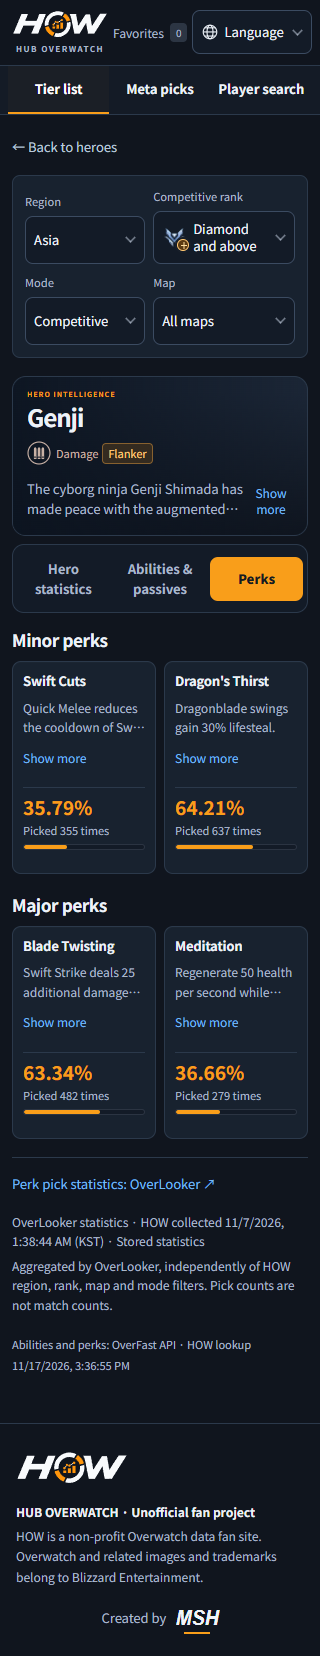 HOW
HUB OVERWATCH
Favorites 0
Language
Tier list
Meta picks
Player search
← Back to heroes
Region
Competitive rank
Asia
Diamond
and above
Mode
Map
Competitive
All maps
HERO INTELLIGENCE
Genji
Damage Flanker
The cyborg ninja Genji Shimada has
made peace with the augmented…
Show
more
Hero
statistics
Abilities &
passives
Perks
Minor perks
Swift Cuts
Quick Melee reduces
the cooldown of Sw…
Show more
35.79%
Picked 355 times
Dragon's Thirst
Dragonblade swings
gain 30% lifesteal.
Show more
64.21%
Picked 637 times
Major perks
Blade Twisting
Swift Strike deals 25
additional damage…
Show more
63.34%
Picked 482 times
Meditation
Regenerate 50 health
per second while…
Show more
36.66%
Picked 279 times
Perk pick statistics: OverLooker ↗
OverLooker statistics · HOW collected 11/7/2026,
1:38:44 AM (KST) · Stored statistics
Aggregated by OverLooker, independently of HOW
region, rank, map and mode filters. Pick counts are
not match counts.
Abilities and perks: OverFast API · HOW lookup
11/17/2026, 3:36:55 PM
HOW
HUB OVERWATCH · Unofficial fan project
HOW is a non-profit Overwatch data fan site.
Overwatch and related images and trademarks
belong to Blizzard Entertainment.
Created by MSH